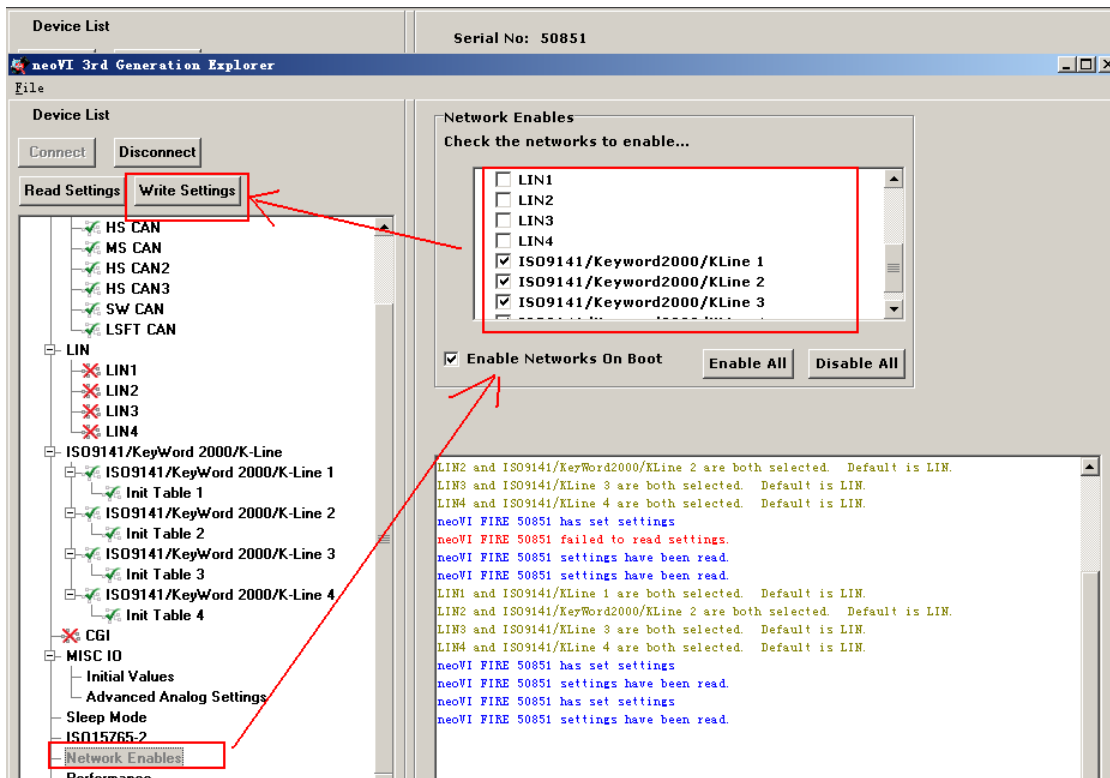 Device List
Serial No: 50851
neoVI 3rd Generation Explorer
File
Device List
Connect
Disconnect
Read Settings
Write Settings
HS CAN
MS CAN
HS CAN2
HS CAN3
SW CAN
LSFT CAN
LIN
LIN1
LIN2
LIN3
LIN4
ISO9141/KeyWord 2000/K-Line
ISO9141/KeyWord 2000/K-Line 1
Init Table 1
ISO9141/KeyWord 2000/K-Line 2
Init Table 2
ISO9141/KeyWord 2000/K-Line 3
Init Table 3
ISO9141/KeyWord 2000/K-Line 4
Init Table 4
CGI
MISC IO
Initial Values
Advanced Analog Settings
Sleep Mode
ISO15765-2
Network Enables
Performance
Network Enables
Check the networks to enable...
LIN1
LIN2
LIN3
LIN4
ISO9141/Keyword2000/KLine 1
ISO9141/Keyword2000/KLine 2
ISO9141/Keyword2000/KLine 3
Enable Networks On Boot
Enable All
Disable All
LIN2 and ISO9141/KeyWord2000/KLine 2 are both selected.  Default is LIN.
LIN3 and ISO9141/KLine 3 are both selected.  Default is LIN.
LIN4 and ISO9141/KLine 4 are both selected.  Default is LIN.
neoVI FIRE 50851 has set settings
neoVI FIRE 50851 failed to read settings.
neoVI FIRE 50851 settings have been read.
neoVI FIRE 50851 settings have been read.
LIN1 and ISO9141/KLine 1 are both selected.  Default is LIN.
LIN2 and ISO9141/KeyWord2000/KLine 2 are both selected.  Default is LIN.
LIN3 and ISO9141/KLine 3 are both selected.  Default is LIN.
LIN4 and ISO9141/KLine 4 are both selected.  Default is LIN.
neoVI FIRE 50851 has set settings
neoVI FIRE 50851 settings have been read.
neoVI FIRE 50851 has set settings
neoVI FIRE 50851 settings have been read.